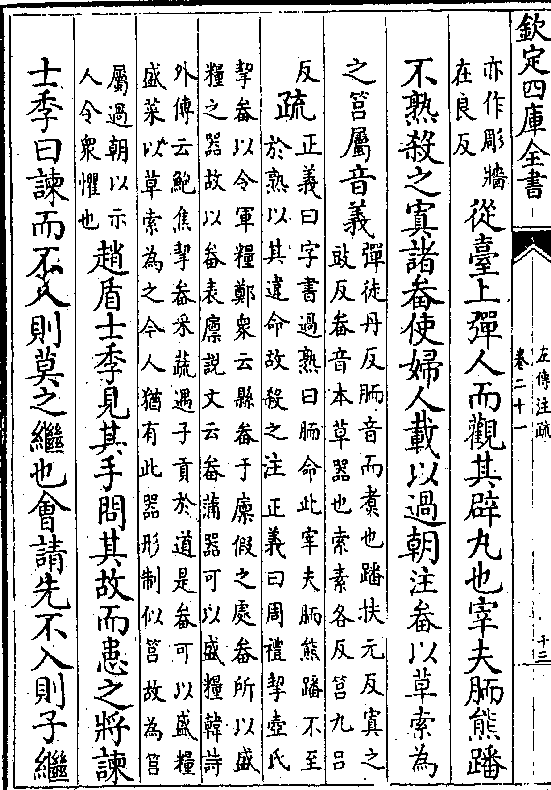 欽定四庫全書
左傳注疏
卷二十一
十三
亦作彫牆
在良反
從臺上彈人而觀其辟丸也宰夫胹熊蹯
不熟殺之寘諸畚使婦人載以過朝注畚以草索為
之筥屬音義
彈徒丹反胹音而煮也蹯扶元反寘之
豉反畚音本草器也索素各反筥九呂
反
疏
正義曰字書過熟曰胹命此宰夫胹熊蹯不至
於熟以其違命故殺之注正義曰周禮挈壺氏
挈畚以令軍糧鄭衆云縣畚于廪假之處畚所以盛
糧之器故以畚表廪説文云畚蒲器可以盛糧韓詩
外傳云鮑焦挈畚采蔬遇子貢於道是畚可以盛糧
盛菜以草索為之今人猶有此器形制似筥故為筥
屬過朝以示
人令衆懼也
趙盾士季見其手問其故而患之將諫
士季曰諫而不入則莫之繼也會請先不入則子繼